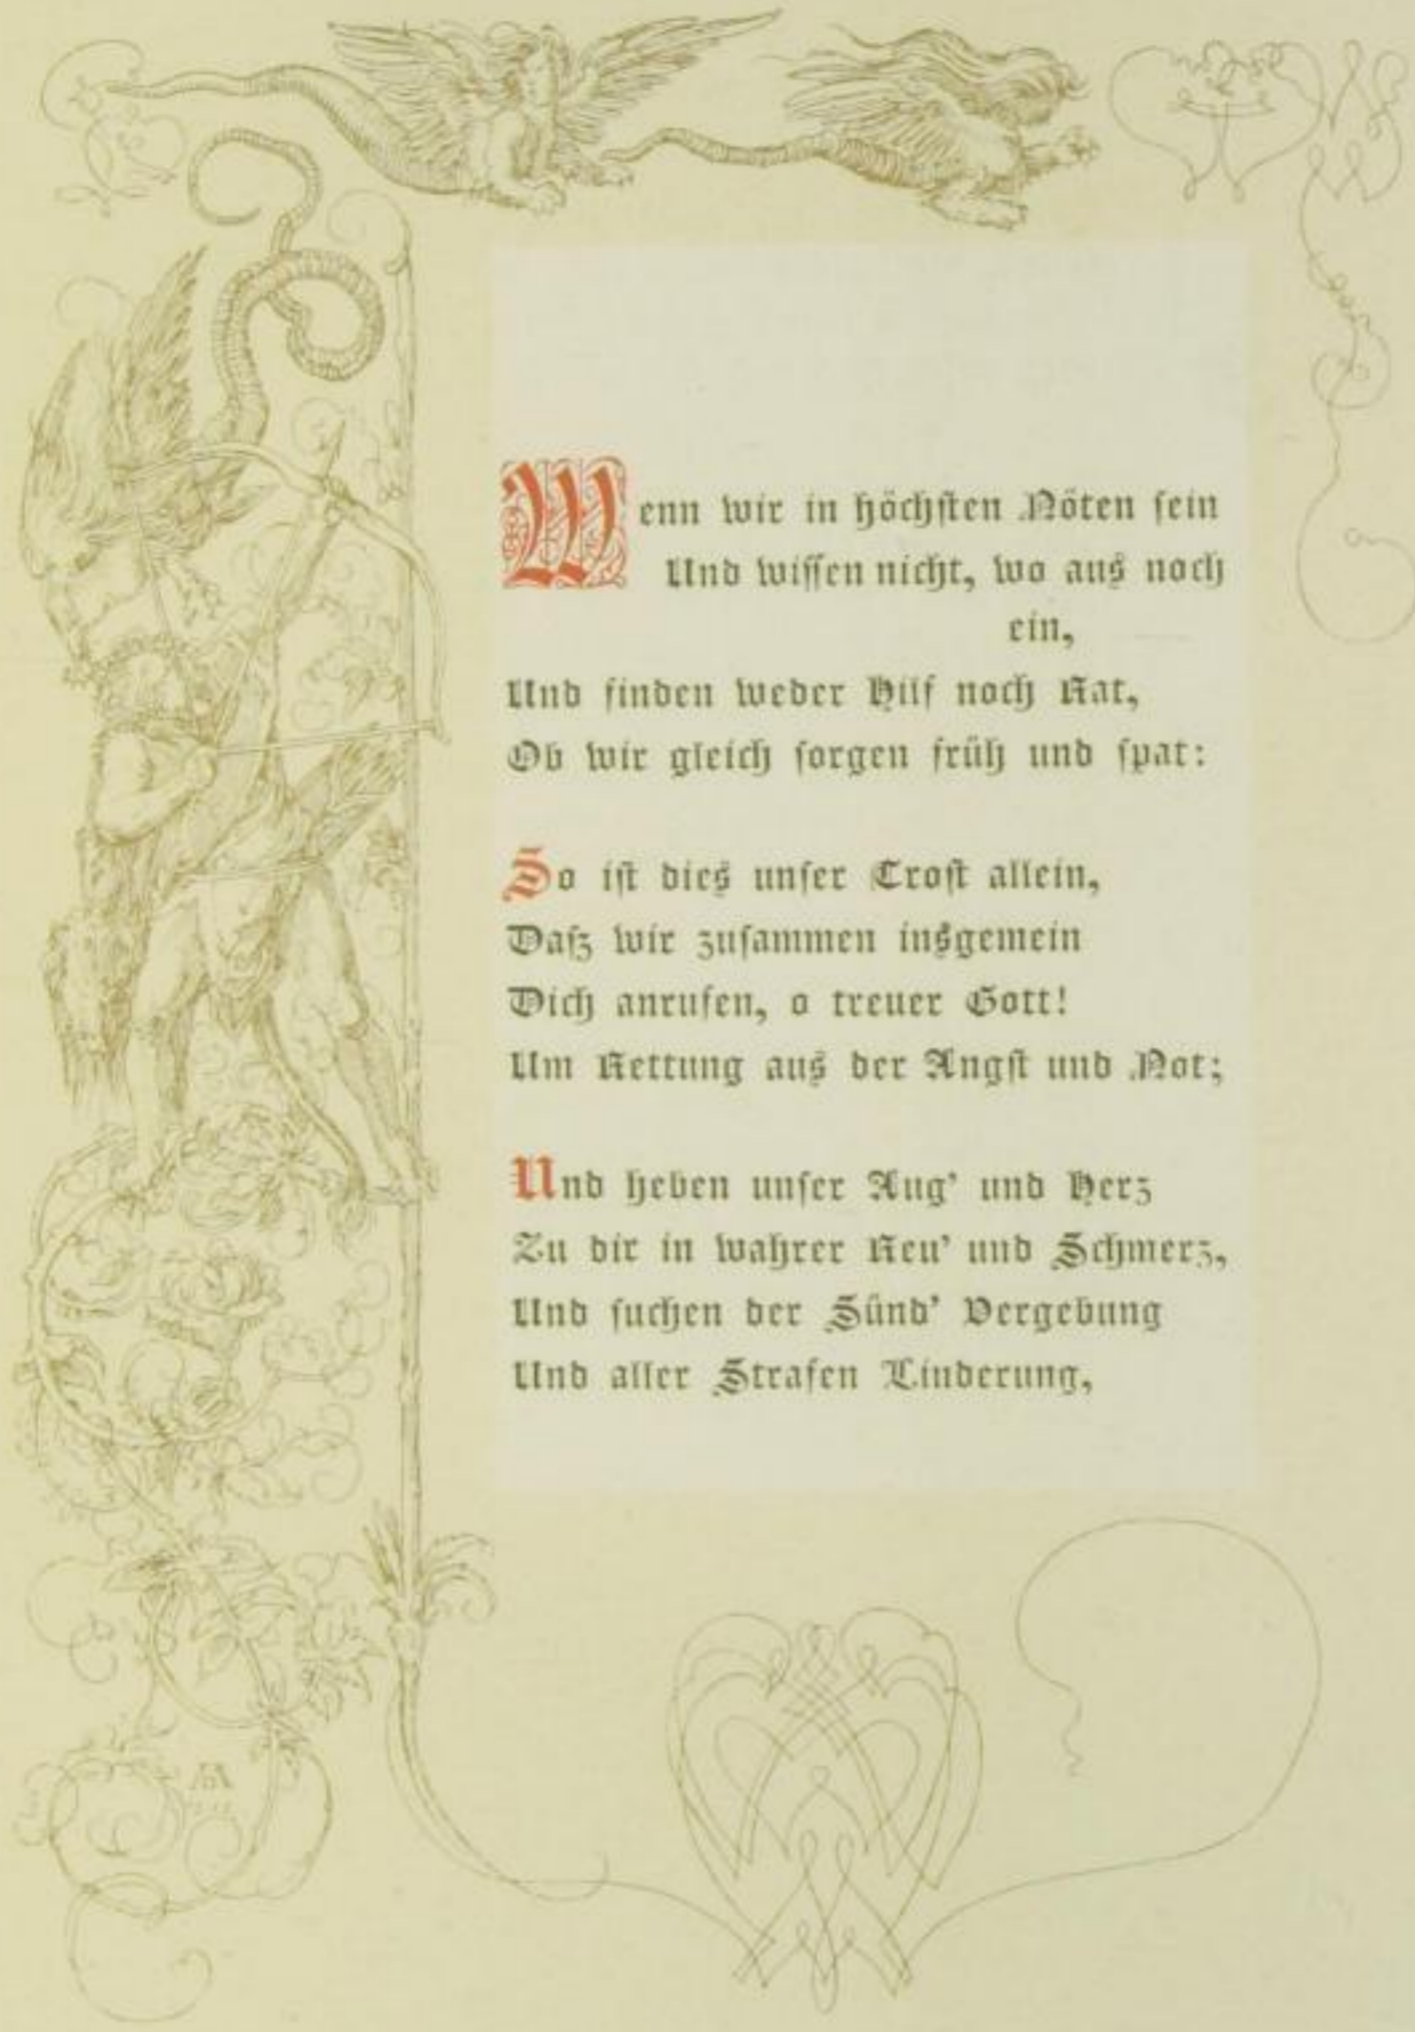 Wenn wir in höchsten Nöten sein
Und wissen nicht, wo aus noch
ein,
Und finden weder Hilf noch Rat,
Ob wir gleich sorgen früh und spat:
So ist dies unser Trost allein,
Dasz wir zusammen insgemein
Dich anrufen, o treuer Gott!
Um Rettung aus der Angst und Not;
Und heben unser Aug' und Herz
Zu dir in wahrer Reu' und Schmerz,
Und suchen der Sünd' Vergebung
Und aller Strafen Linderung,
AD